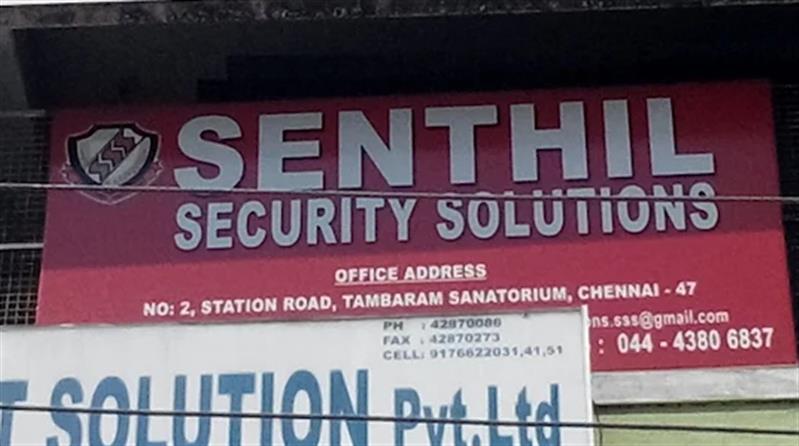 SENTHIL
SECURITY SOLUTIONS
OFFICE ADDRESS
NO: 2, STATION ROAD, TAMBARAM SANATORIUM, CHENNAI - 47
ns.sss@gmail.com
: 044 - 4380 6837
PH : 42870086
FAX : 42870273
CELL: 9176622031,41,51
T SOLUTION Pvt.Ltd